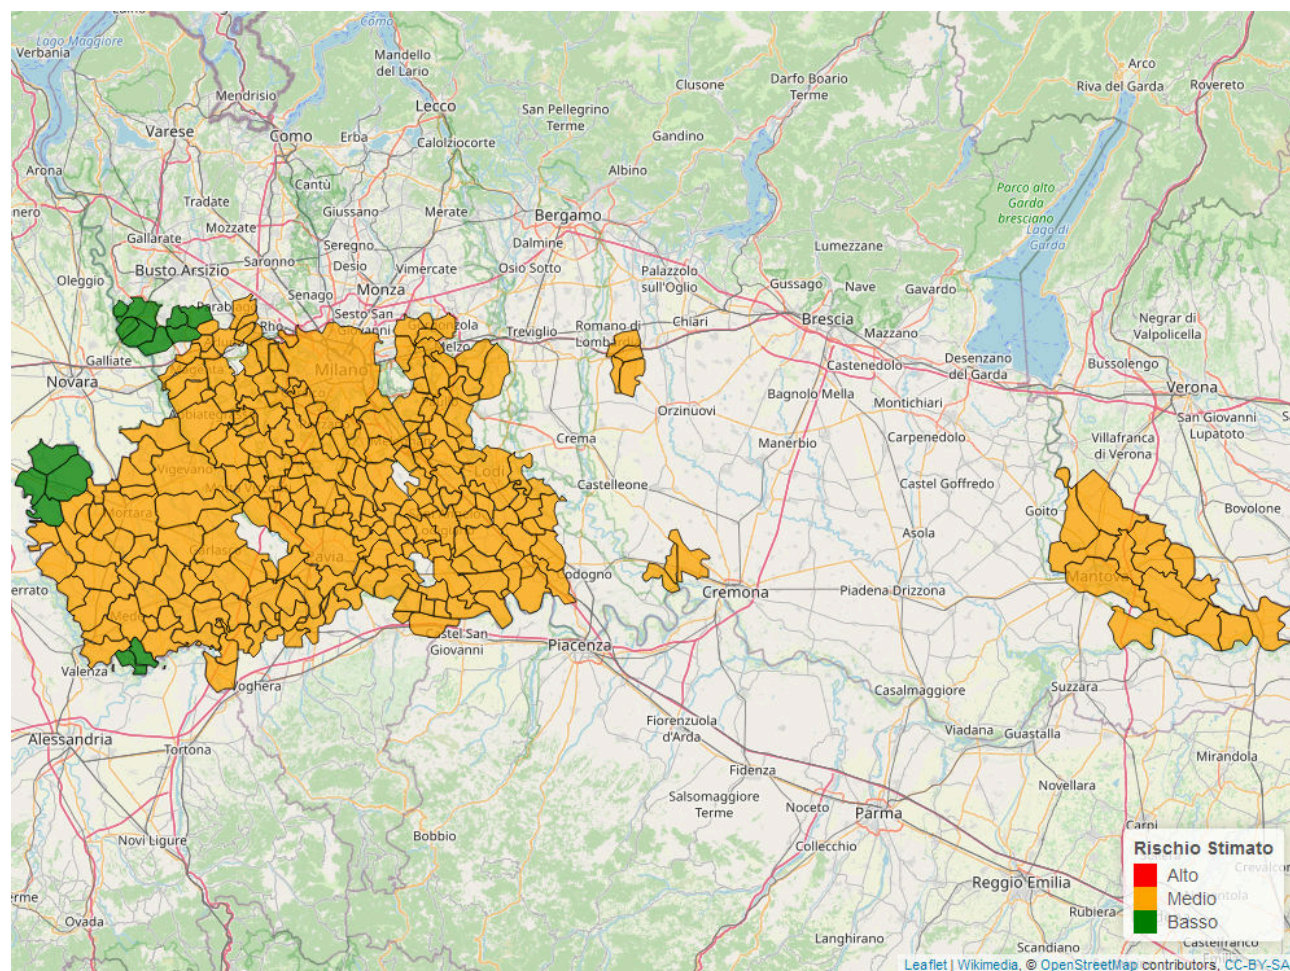 Lago Maggiore
Verbania
Como
Mandello
del Lario
Clusone
Darfo Boario
Terme
Arco
Riva del Garda
Rovereto
Mendrisio
Lecco
San Pellegrino
Terme
Varese
Como
Erba
Calolziocorte
Gandino
Arona
Albino
Cantù
Parco alto
Garda
bresciano
Lago di
Garda
Tradate
Giussano
Merate
Bergamo
Mozzate
Gallarate
Seregno
Dalmine
Lumezzane
Saronno
Desio
Vimercate
Osio Sotto
Palazzolo
sull'Oglio
Busto Arsizio
Oleggio
Monza
Gussago
Nave
Gavardo
Senago
Sesto San
Giovanni
Rho
Treviglio
Romano di
Lombardia
Chiari
Brescia
Mazzano
Negrar di
Valpolicella
Melzo
Galliate
Magenta
Milano
Castenedolo
Desenzano
del Garda
Bussolengo
Novara
Verona
Bagnolo Mella
Montichiari
Orzinuovi
San Giovanni
Lupatoto
Crema
Manerbio
Carpenedolo
Villafranca
di Verona
Vigevano
Lodi
Castelleone
Castel Goffredo
Mortara
Goito
Bovolone
Asola
Garlasco
Pavia
Codogno
Mantova
Cremona
Piadena Drizzona
Castel San
Giovanni
Piacenza
Valenza
Voghera
Casalmaggiore
Suzzara
Fiorenzuola
d'Arda
Viadana
Guastalla
Alessandria
Tortona
Mirandola
Fidenza
Novellara
Salsomaggiore
Terme
Noceto
Parma
Carpi
Novi Ligure
Bobbio
Collecchio
Rischio Stimato
Alto
Medio
Basso
Reggio Emilia
Rubiera
Ovada
Langhirano
Scandiano
Castelfranco
Leaflet | Wikimedia, © OpenStreetMap contributors, CC-BY-SA